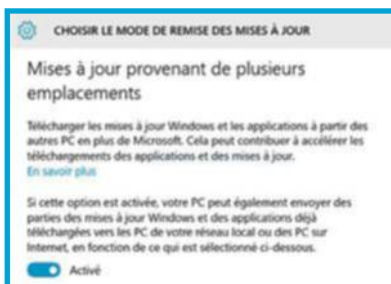 CHOISIR LE MODE DE REMISE DES MISES À JOUR
Mises à jour provenant de plusieurs
emplacements
Télécharger les mises à jour Windows et les applications à partir des
autres PC en plus de Microsoft. Cela peut contribuer à accélérer les
téléchargements des applications et des mises à jour.
En savoir plus
Si cette option est activée, votre PC peut également envoyer des
parties des mises à jour Windows et des applications déjà
téléchargées vers les PC de votre réseau local ou des PC sur
Internet, en fonction de ce qui est sélectionné ci-dessous.
Activé